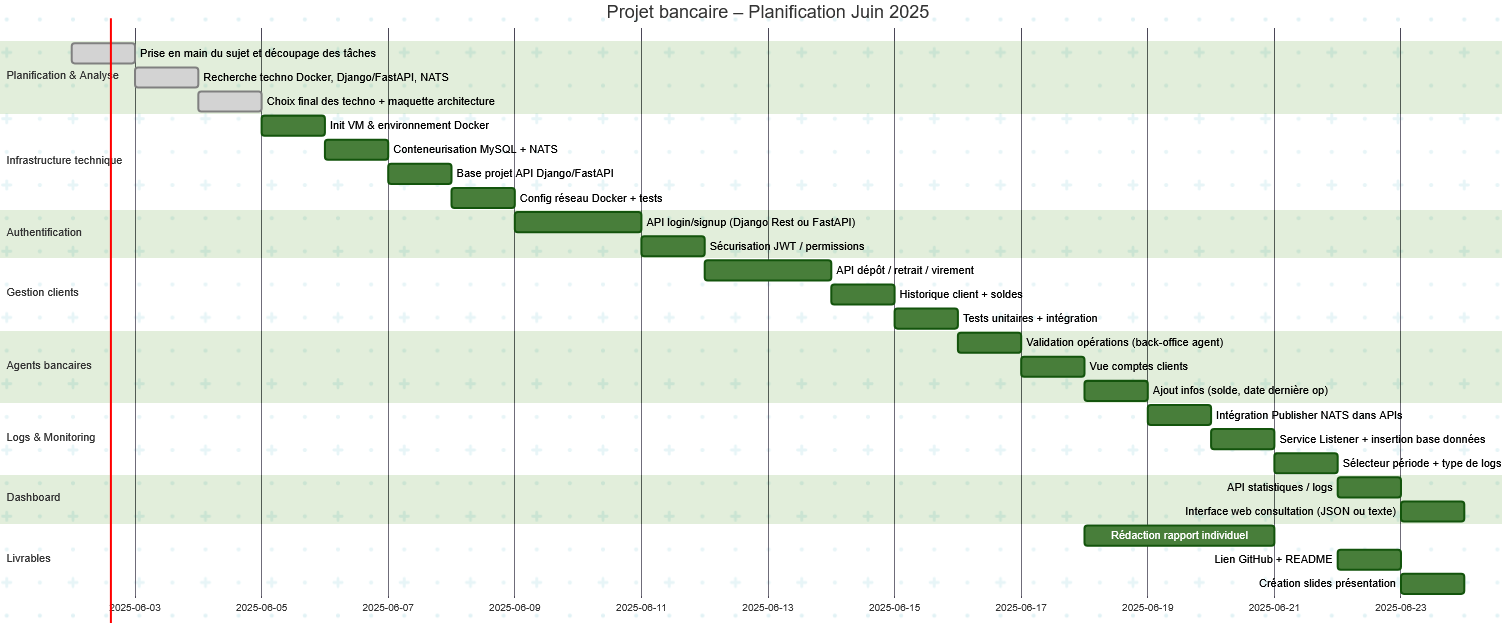 Projet bancaire – Planification Juin 2025
Planification & Analyse
Prise en main du sujet et découpage des tâches
Recherche techno Docker, Django/FastAPI, NATS
Choix final des techno + maquette architecture
Infrastructure technique
Init VM & environnement Docker
Conteneurisation MySQL + NATS
Base projet API Django/FastAPI
Config réseau Docker + tests
Authentification
API login/signup (Django Rest ou FastAPI)
Sécurisation JWT / permissions
Gestion clients
API dépôt / retrait / virement
Historique client + soldes
Tests unitaires + intégration
Agents bancaires
Validation opérations (back-office agent)
Vue comptes clients
Ajout infos (solde, date dernière op)
Logs & Monitoring
Intégration Publisher NATS dans APIs
Service Listener + insertion base données
Sélecteur période + type de logs
Dashboard
API statistiques / logs
Interface web consultation (JSON ou texte)
Livrables
Rédaction rapport individuel
Lien GitHub + README
Création slides présentation
2025-06-03 2025-06-05 2025-06-07 2025-06-09 2025-06-11 2025-06-13 2025-06-15 2025-06-17 2025-06-19 2025-06-21 2025-06-23